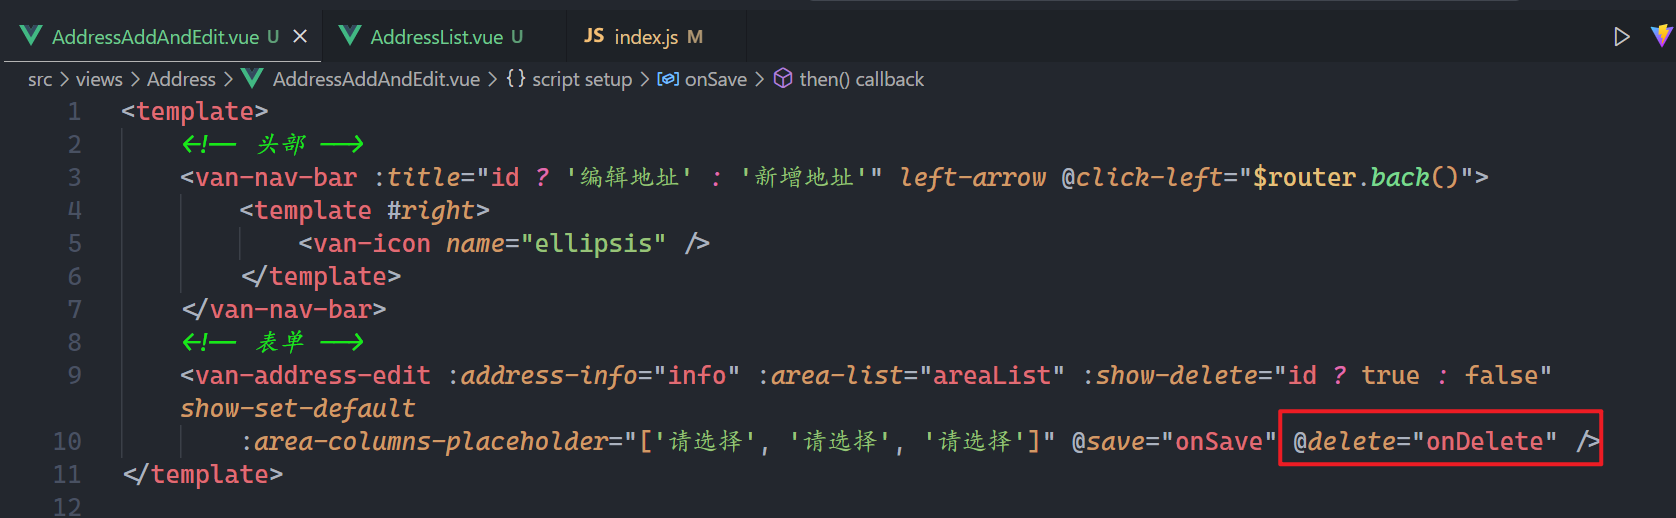 AddressAddAndEdit.vue U
AddressList.vue U
JS index.js M
src > views > Address > AddressAddAndEdit.vue > {} script setup > onSave > then() callback
1 <template>
2 <!-- 头部 -->
3 <van-nav-bar :title="id ? '编辑地址' : '新增地址'" left-arrow @click-left="$router.back()">
4 <template #right>
5 <van-icon name="ellipsis" />
6 </template>
7 </van-nav-bar>
8 <!-- 表单 -->
9 <van-address-edit :address-info="info" :area-list="areaList" :show-delete="id ? true : false"
show-set-default
10 :area-columns-placeholder="['请选择', '请选择', '请选择']" @save="onSave" @delete="onDelete" />
11 </template>
12